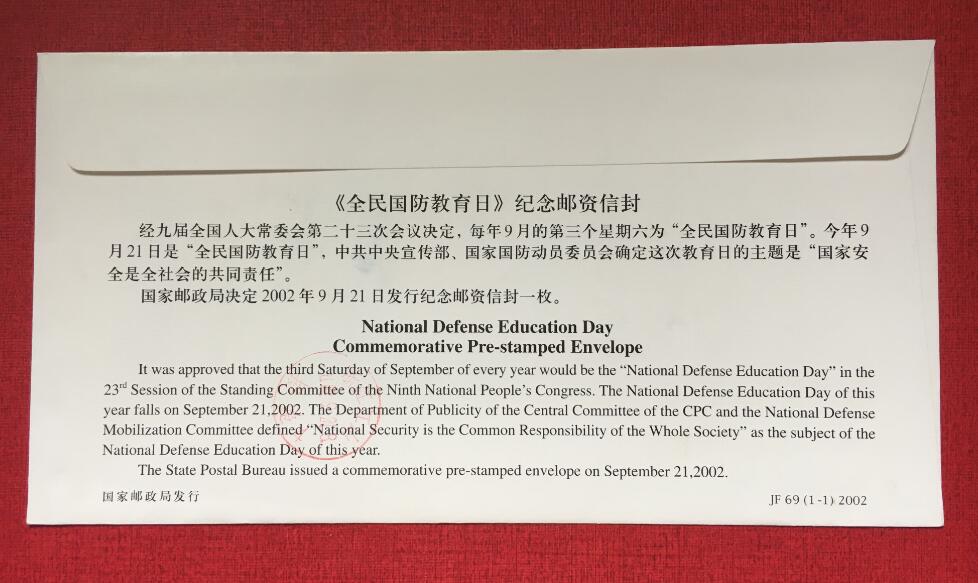 《全民国防教育日》纪念邮资信封
经九届全国人大常委会第二十三次会议决定，每年9月的第三个星期六为“全民国防教育日”。今年9
月21日是“全民国防教育日”，中共中央宣传部、国家国防动员委员会确定这次教育日的主题是“国家安
全是全社会的共同责任”。
国家邮政局决定2002年9月21日发行纪念邮资信封一枚。
National Defense Education Day
Commemorative Pre-stamped Envelope
It was approved that the third Saturday of September of every year would be the “National Defense Education Day” in the
23rd Session of the Standing Committee of the Ninth National People’s Congress. The National Defense Education Day of this
year falls on September 21,2002. The Department of Publicity of the Central Committee of the CPC and the National Defense
Mobilization Committee defined “National Security is the Common Responsibility of the Whole Society” as the subject of the
National Defense Education Day of this year.
The State Postal Bureau issued a commemorative pre-stamped envelope on September 21,2002.
国家邮政局发行
JF 69 (1-1) 2002